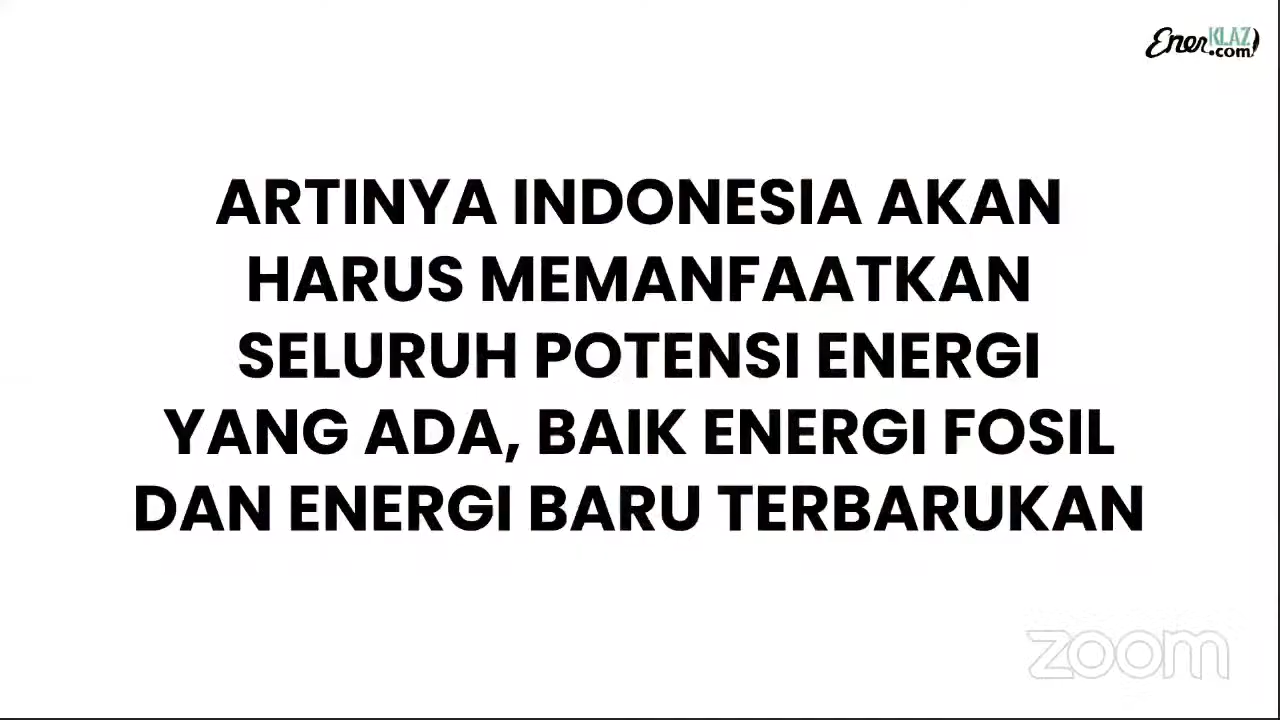 EnerKLAZ
.com
ARTINYA INDONESIA AKAN
HARUS MEMANFAATKAN
SELURUH POTENSI ENERGI
YANG ADA, BAIK ENERGI FOSIL
DAN ENERGI BARU TERBARUKAN
zoom